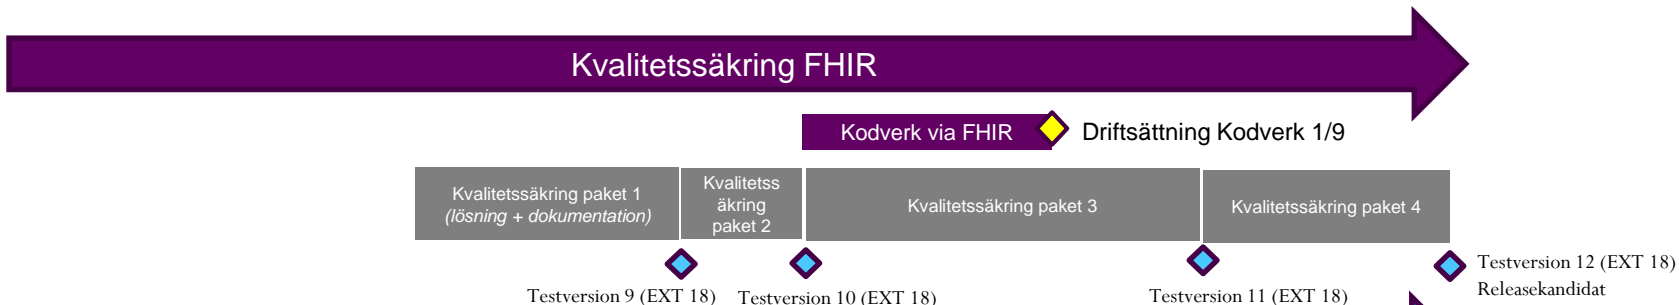 Kvalitetssäkring FHIR
Kodverk via FHIR
Driftsättning Kodverk 1/9
Kvalitetssäkring paket 1
(lösning + dokumentation)
Kvalitetss
äkring
paket 2
Kvalitetssäkring paket 3
Kvalitetssäkring paket 4
Testversion 9 (EXT 18)
Testversion 10 (EXT 18)
Testversion 11 (EXT 18)
Testversion 12 (EXT 18)
Releasekandidat